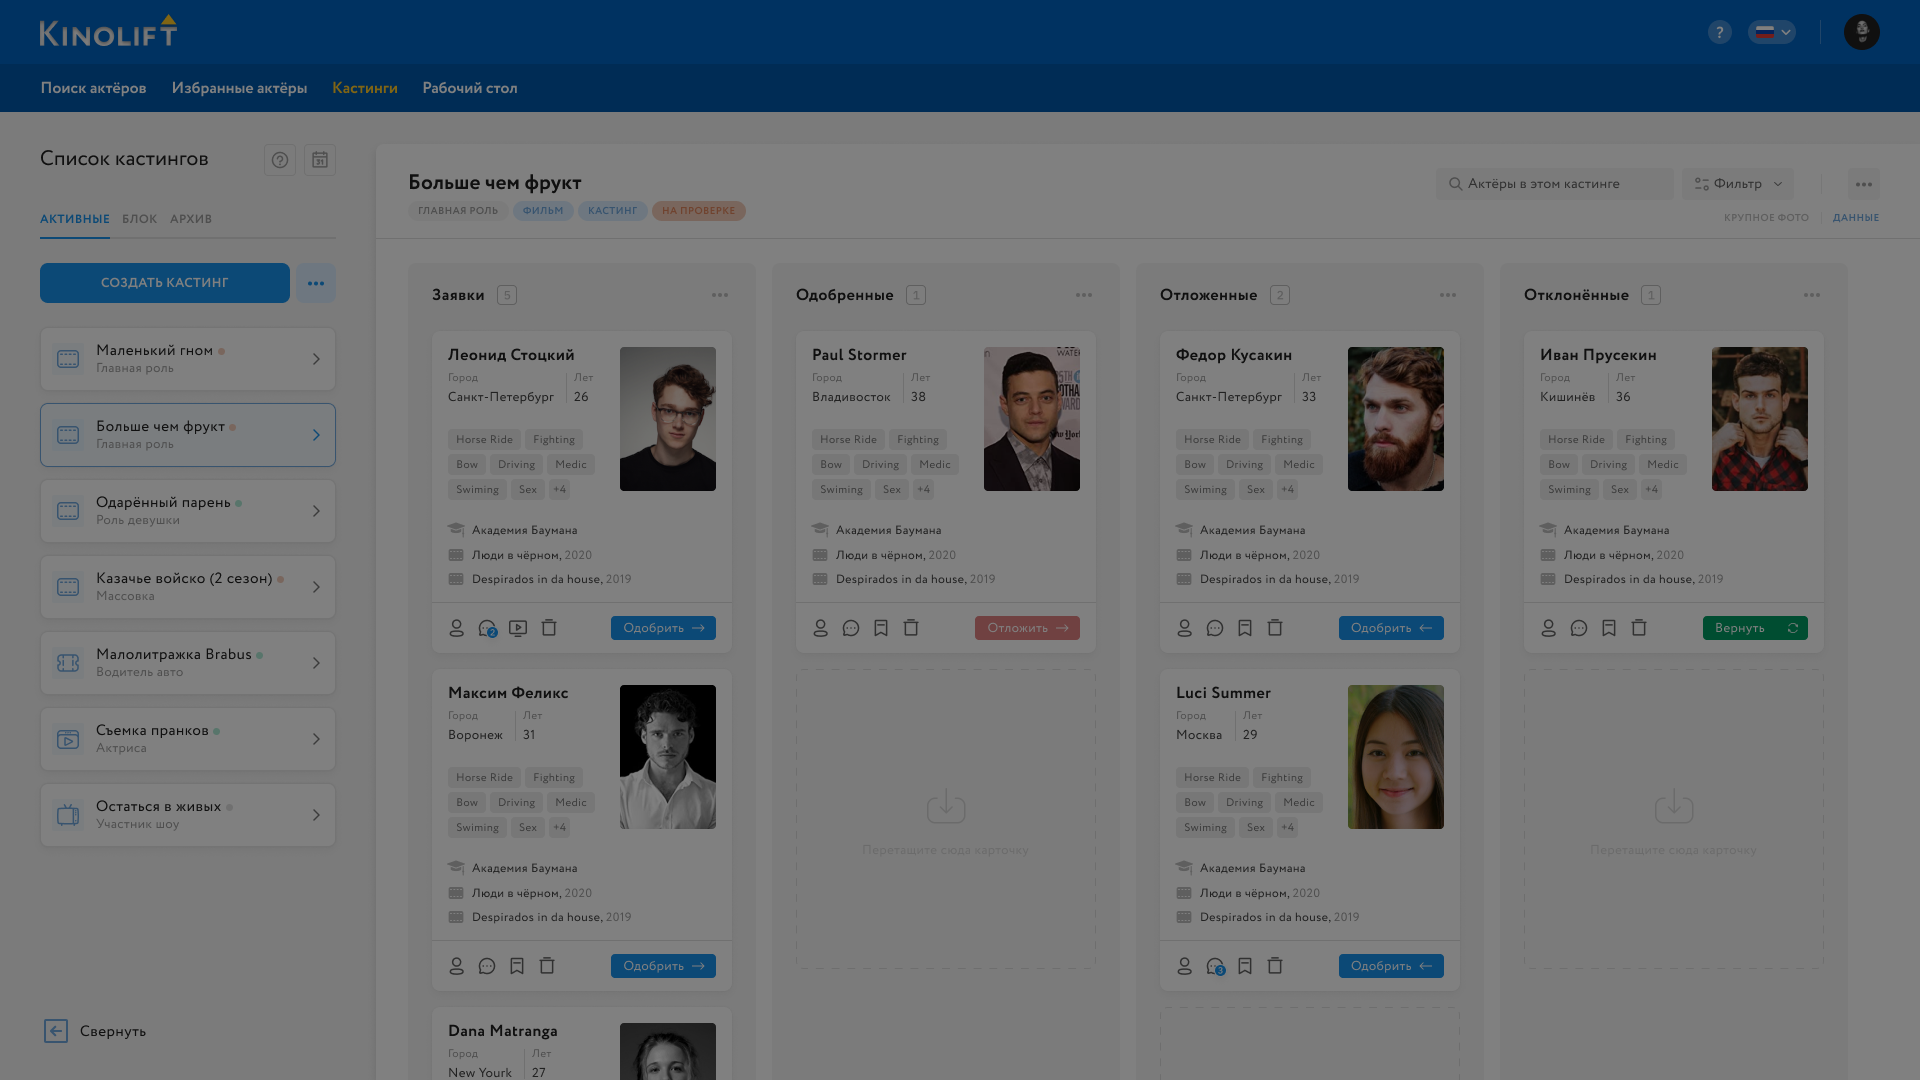 KINOLIFT
?
Поиск актёров
Избранные актёры
Кастинги
Рабочий стол
Список кастингов
31
АКТИВНЫЕ
БЛОК
АРХИВ
СОЗДАТЬ КАСТИНГ
Маленький гном
Главная роль
Больше чем фрукт
Главная роль
Одарённый парень
Роль девушки
Казачье войско (2 сезон)
Массовка
Малолитражка Brabus
Водитель авто
Съемка пранков
Актриса
Остаться в живых
Участник шоу
Свернуть
Больше чем фрукт
ГЛАВНАЯ РОЛЬ
ФИЛЬМ
КАСТИНГ
НА ПРОВЕРКЕ
Актёры в этом кастинге
Фильтр
КРУПНОЕ ФОТО
ДАННЫЕ
Заявки 5
Леонид Стоцкий
Город Лет
Санкт-Петербург 26
Horse Ride Fighting
Bow Driving Medic
Swiming Sex +4
Академия Баумана
Люди в чёрном, 2020
Despirados in da house, 2019
2
Одобрить
Максим Феликс
Город Лет
Воронеж 31
Horse Ride Fighting
Bow Driving Medic
Swiming Sex +4
Академия Баумана
Люди в чёрном, 2020
Despirados in da house, 2019
Одобрить
Dana Matranga
Город Лет
New Yourk 27
Одобренные 1
Paul Stormer
Город Лет
Владивосток 38
Horse Ride Fighting
Bow Driving Medic
Swiming Sex +4
Академия Баумана
Люди в чёрном, 2020
Despirados in da house, 2019
Отложить
Перетащите сюда карточку
Отложенные 2
Федор Кусакин
Город Лет
Санкт-Петербург 33
Horse Ride Fighting
Bow Driving Medic
Swiming Sex +4
Академия Баумана
Люди в чёрном, 2020
Despirados in da house, 2019
Одобрить
Luci Summer
Город Лет
Москва 29
Horse Ride Fighting
Bow Driving Medic
Swiming Sex +4
Академия Баумана
Люди в чёрном, 2020
Despirados in da house, 2019
3
Одобрить
Отклонённые 1
Иван Прусекин
Город Лет
Кишинёв 36
Horse Ride Fighting
Bow Driving Medic
Swiming Sex +4
Академия Баумана
Люди в чёрном, 2020
Despirados in da house, 2019
Вернуть
Перетащите сюда карточку